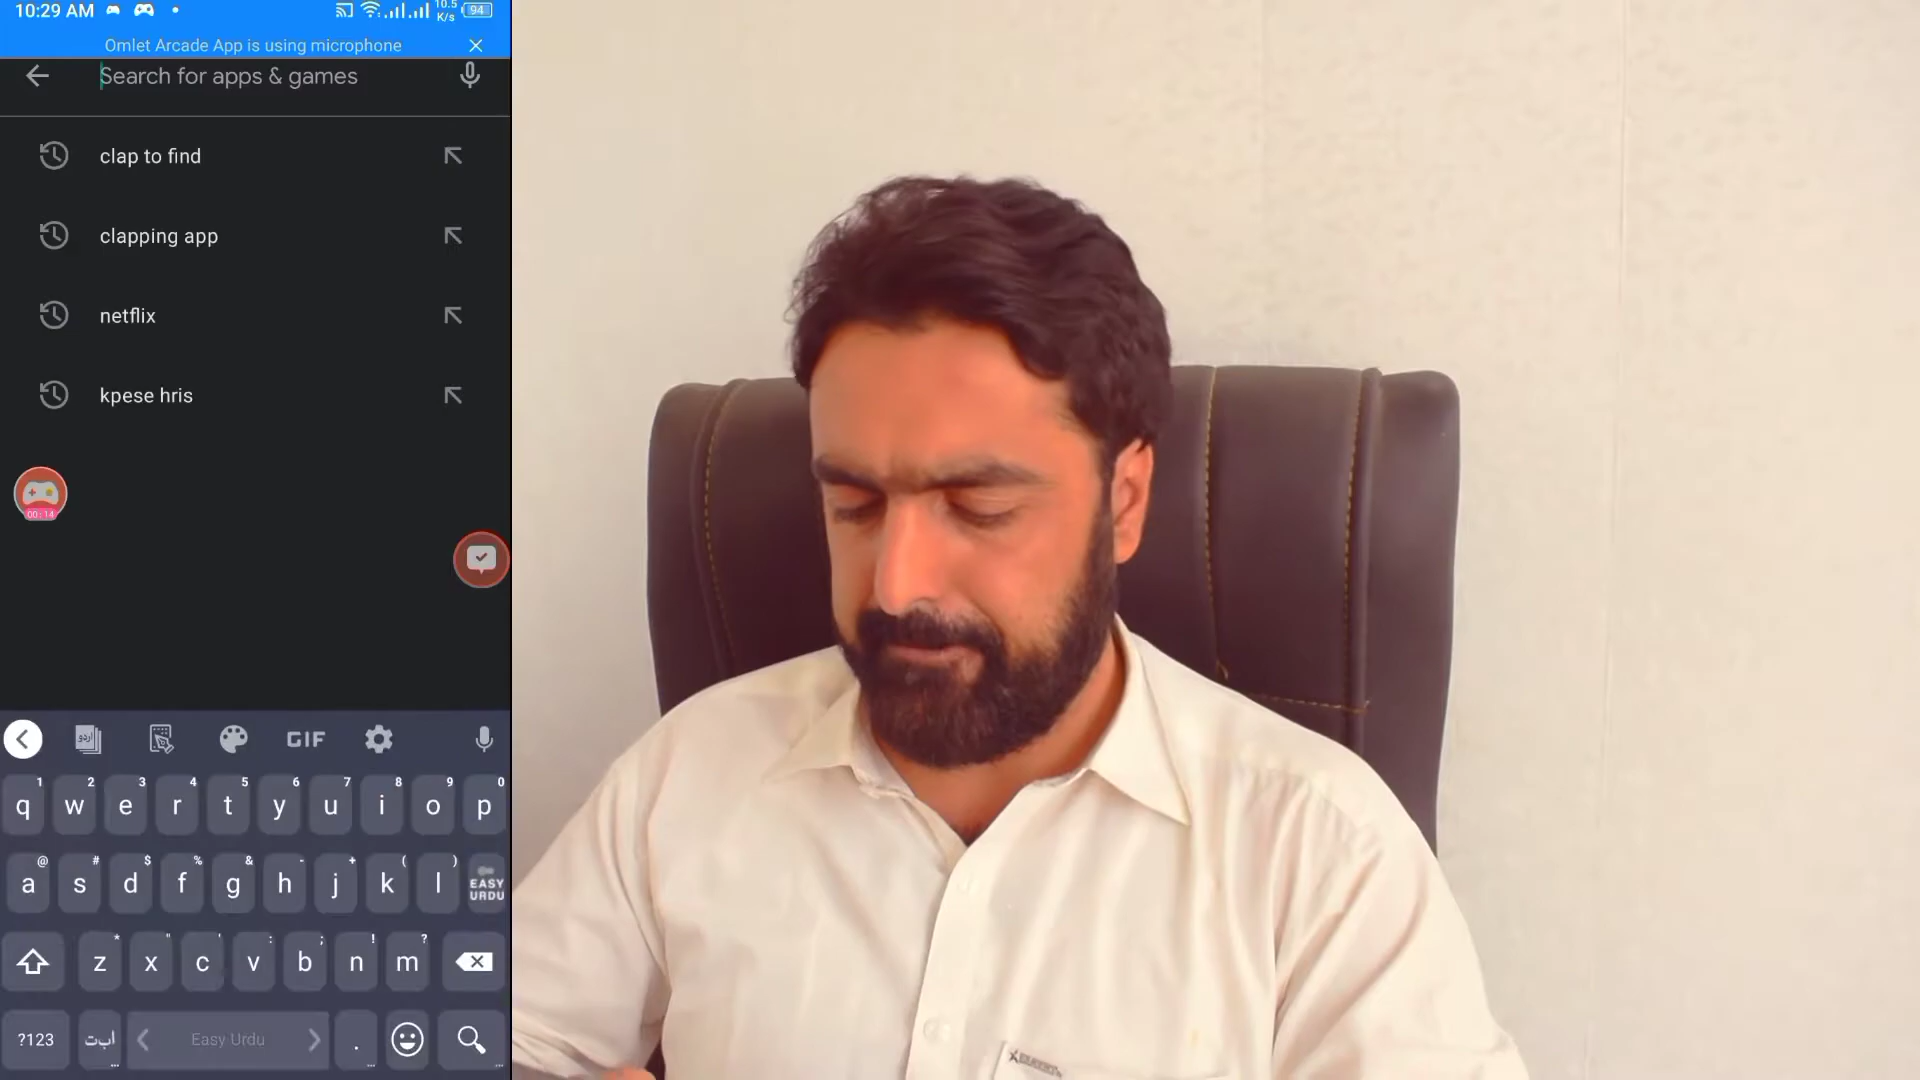 10:29 AM
10.5
K/s
94
Omlet Arcade App is using microphone
Search for apps & games
clap to find
clapping app
netflix
kpese hris
00:14
اردو
GIF
1 2 3 4 5 6 7 8 9 0
q w e r t y u i o p
@ # $ % & - + ( )
a s d f g h j k l EASY URDU
* " ' : ; ! ?
z x c v b n m
?123 اب‌ت Easy Urdu .